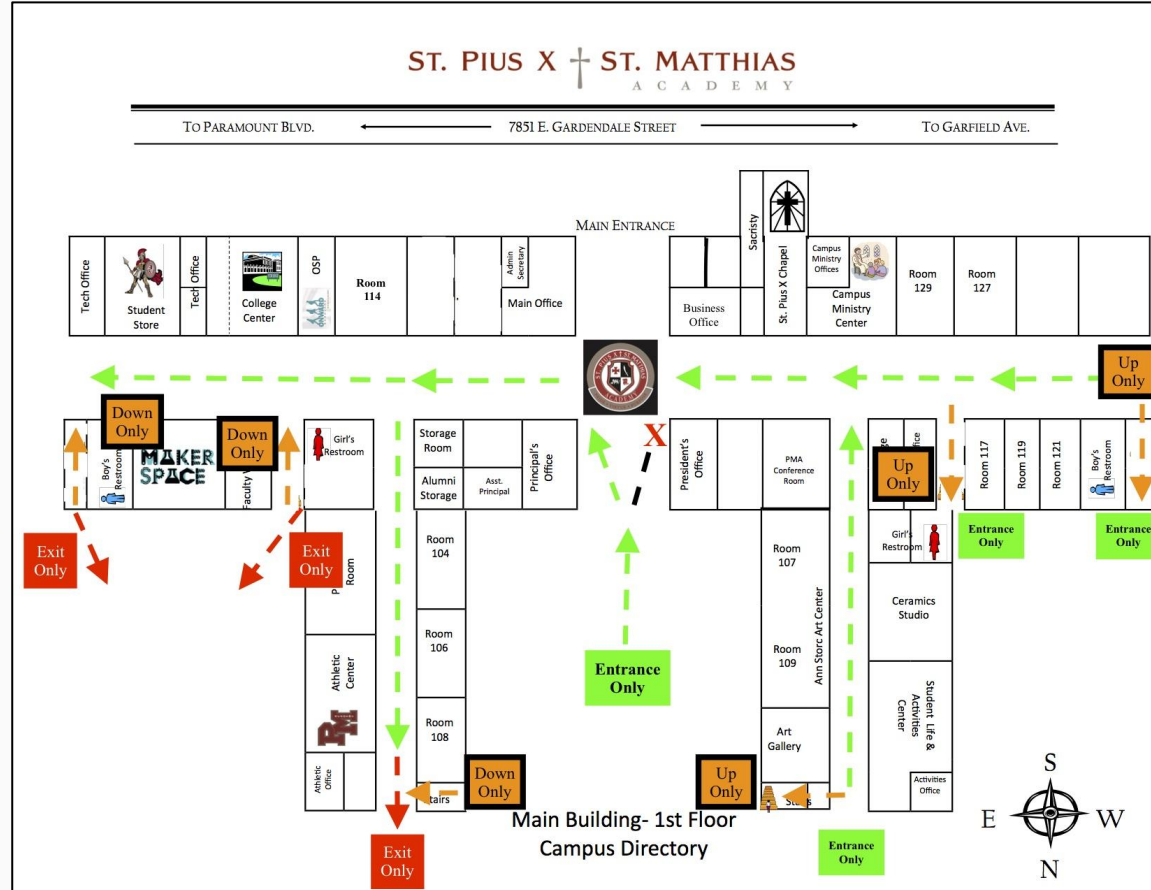 ST. PIUS X ST. MATTHIAS
ACADEMY
TO PARAMOUNT BLVD.
7851 E. GARDENDALE STREET
TO GARFIELD AVE.
MAIN ENTRANCE
Tech Office
Student
Store
Tech Office
College
Center
OSP
Room
114
Admin
Secretary
Main Office
Business
Office
Sacristy
St. Pius X Chapel
Campus
Ministry
Offices
Campus
Ministry
Center
Room
129
Room
127
Up
Only
Down
Only
Boy's
Restroom
MAKER
SPACE
Down
Only
Faculty
Girl's
Restroom
Storage
Room
Alumni
Storage
Asst.
Principal
Principal's
Office
X
President's
Office
PMA
Conference
Room
Up
Only
Room 117
Room 119
Room 121
Boy's
Restroom
Exit
Only
Exit
Only
Room
Room
104
Room
107
Girl's
Restroom
Entrance
Only
Entrance
Only
Athletic
Center
Room
106
Entrance
Only
Room
109
Ann Storc Art Center
Ceramics
Studio
Room
108
Art
Gallery
Student Life &
Activities
Center
Athletic
Office
Stairs
Down
Only
Up
Only
Stairs
Activities
Office
Exit
Only
Main Building- 1st Floor
Campus Directory
Entrance
Only
S
E W
N